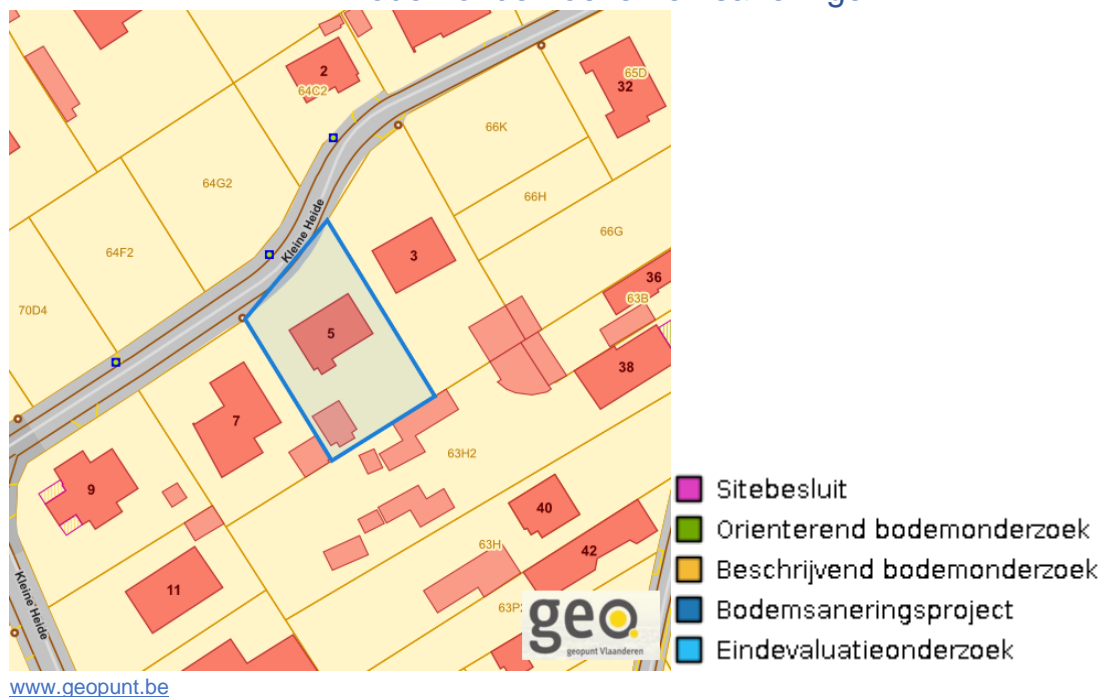 2
64C2
65D
32
66K
64G2
66H
Kleine Heide
66G
64F2
3
36
63B
70D4
5
38
7
63H2
9
40
63H
42
11
Kleine Heide
geo
geopunt Vlaanderen
Sitebesluit
Orienterend bodemonderzoek
Beschrijvend bodemonderzoek
Bodemsaneringsproject
Eindevaluatieonderzoek
www.geopunt.be